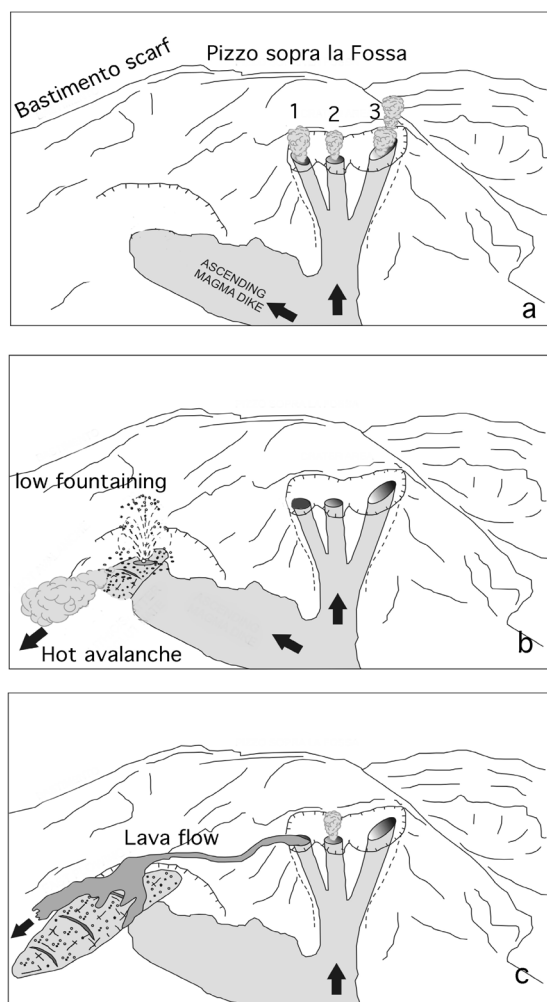 Bastimento scarf
Pizzo sopra la Fossa
1
2
3
ASCENDING
MAGMA DIKE
a
low fountaining
Hot avalanche
b
Lava flow
c